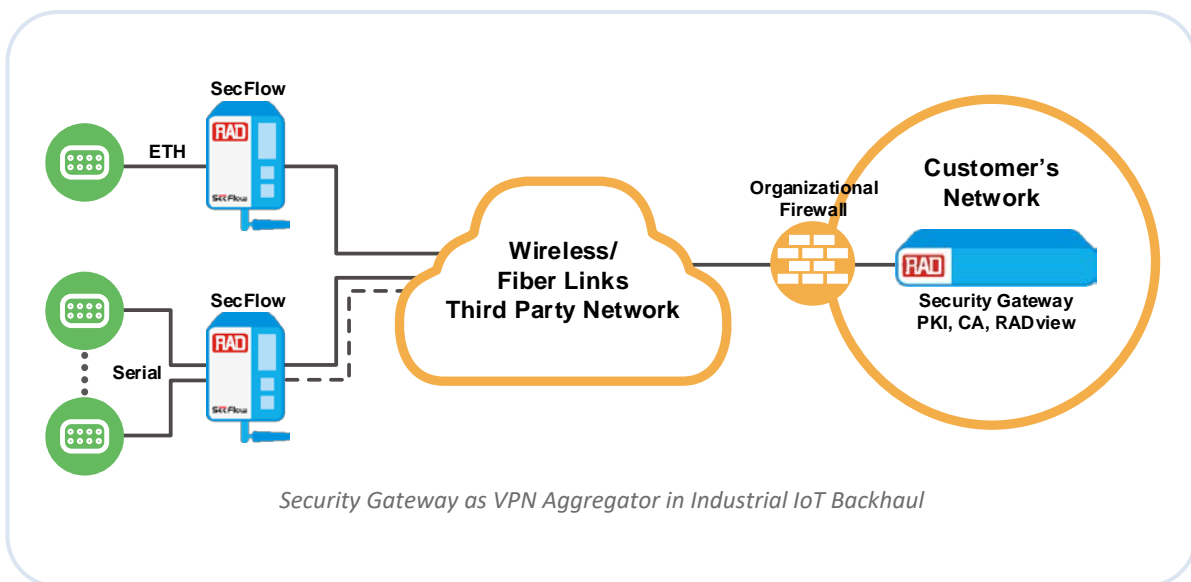 SecFlow
RAD
SecFlow
ETH
SecFlow
RAD
SecFlow
Serial
Wireless/
Fiber Links
Third Party Network
Organizational
Firewall
Customer's
Network
RAD
Security Gateway
PKI, CA, RADview
Security Gateway as VPN Aggregator in Industrial IoT Backhaul